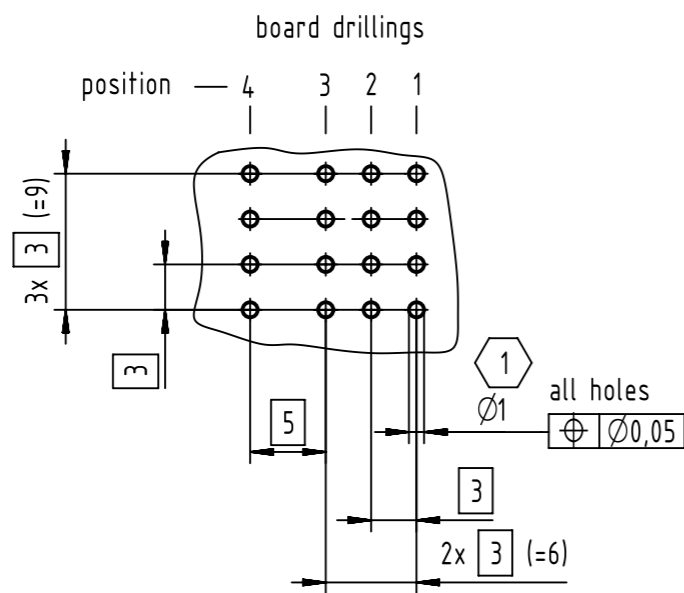 board drillings
position — 4 3 2 1
3x 3 (=9)
3
5
1
Ø1
all holes
⌖ Ø0,05
3
2x 3 (=6)